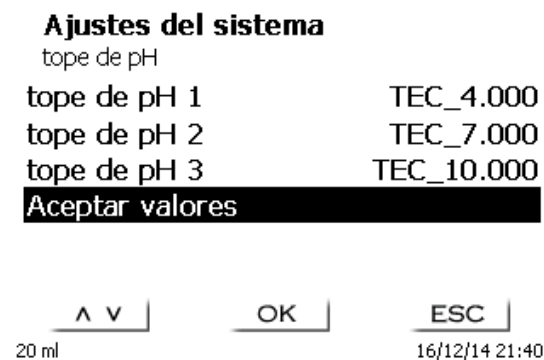 Ajustes del sistema
tope de pH
tope de pH 1 TEC_4.000
tope de pH 2 TEC_7.000
tope de pH 3 TEC_10.000
Aceptar valores
∧ ∨ OK ESC
20 ml 16/12/14 21:40